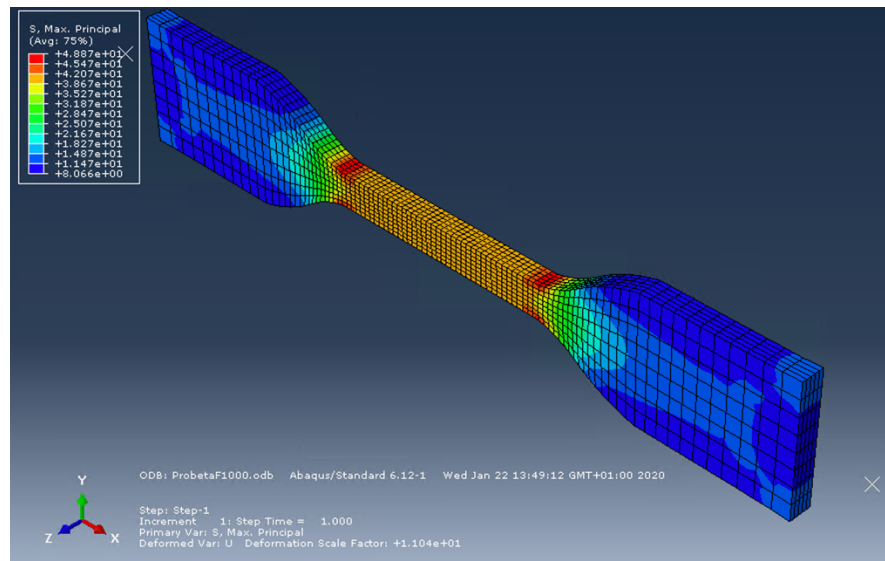 S, Max. Principal
(Avg: 75%)
+4.887e+01
+4.547e+01
+4.207e+01
+3.867e+01
+3.527e+01
+3.187e+01
+2.847e+01
+2.507e+01
+2.167e+01
+1.827e+01
+1.487e+01
+1.147e+01
+8.066e+00
ODB: ProbetaF1000.odb    Abaqus/Standard 6.12-1    Wed Jan 22 13:49:12 GMT+01:00 2020
Y
Z
X
Step: Step-1
Increment    1: Step Time =    1.000
Primary Var: S, Max. Principal
Deformed Var: U   Deformation Scale Factor: +1.104e+01